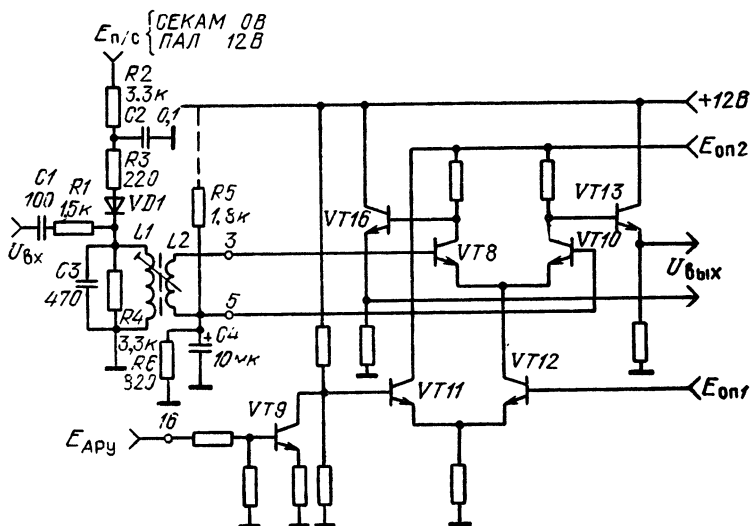 Eп/с { СЕКАМ 0В
ПАЛ 12В
R2
3.3к
C2 0,1
+12В
Eоп2
R3
220
C1
100
R1
1,5к
VD1
R5
1,8к
VT16
VT13
L1
L2
3
VT8
VT10
Uвх
Uвых
C3
470
R4
3,3к
5
C4
10мк
R6
820
VT11
VT12
Eоп1
VT9
16
EАРУ